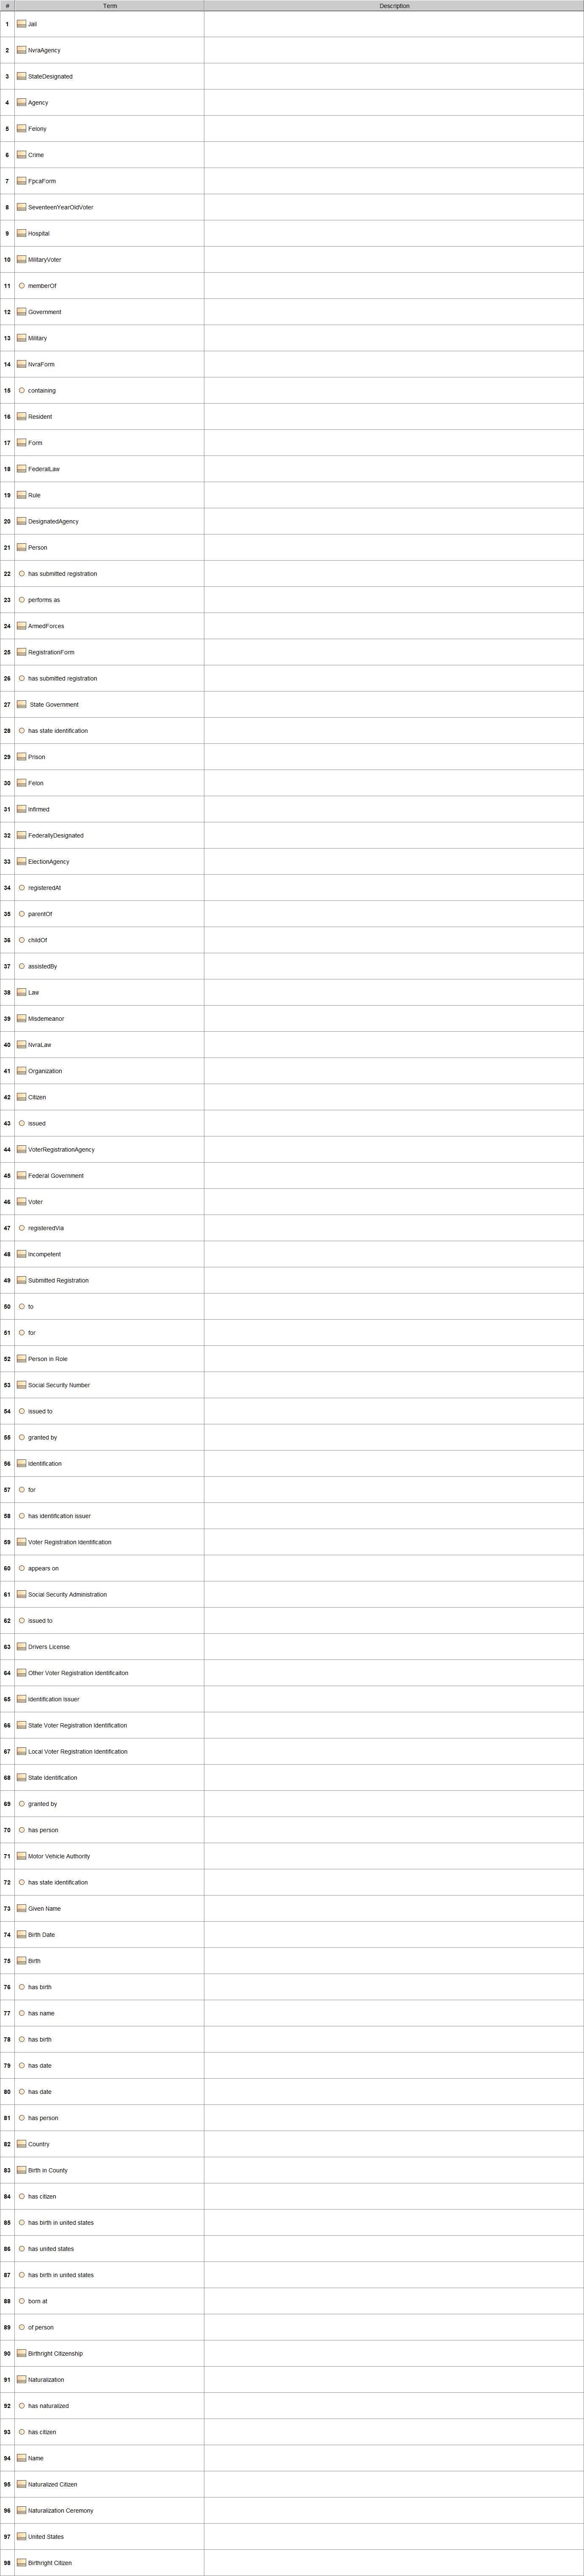 # Term Description
1 Jail
2 NvraAgency
3 StateDesignated
4 Agency
5 Felony
6 Crime
7 FpcaForm
8 SeventeenYearOldVoter
9 Hospital
10 MilitaryVoter
11 memberOf
12 Government
13 Military
14 NvraForm
15 containing
16 Resident
17 Form
18 FederalLaw
19 Rule
20 DesignatedAgency
21 Person
22 has submitted registration
23 performs as
24 ArmedForces
25 RegistrationForm
26 has submitted registration
27 State Government
28 has state identification
29 Prison
30 Felon
31 Infirmed
32 FederallyDesignated
33 ElectionAgency
34 registeredAt
35 parentOf
36 childOf
37 assistedBy
38 Law
39 Misdemeanor
40 NvraLaw
41 Organization
42 Citizen
43 issued
44 VoterRegistrationAgency
45 Federal Government
46 Voter
47 registeredVia
48 Incompetent
49 Submitted Registration
50 to
51 for
52 Person in Role
53 Social Security Number
54 issued to
55 granted by
56 Identification
57 for
58 has identification issuer
59 Voter Registration Identification
60 appears on
61 Social Security Administration
62 issued to
63 Drivers License
64 Other Voter Registration Identificaiton
65 Identification Issuer
66 State Voter Registration Identification
67 Local Voter Registration Identification
68 State Identification
69 granted by
70 has person
71 Motor Vehicle Authority
72 has state identification
73 Given Name
74 Birth Date
75 Birth
76 has birth
77 has name
78 has birth
79 has date
80 has date
81 has person
82 Country
83 Birth in County
84 has citizen
85 has birth in united states
86 has united states
87 has birth in united states
88 born at
89 of person
90 Birthright Citizenship
91 Naturalization
92 has naturalized
93 has citizen
94 Name
95 Naturalized Citizen
96 Naturalization Ceremony
97 United States
98 Birthright Citizen